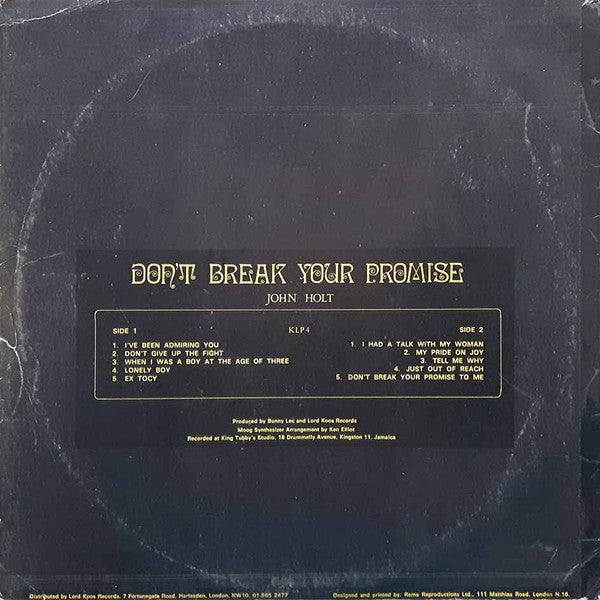 DON'T BREAK YOUR PROMISE
JOHN HOLT
SIDE 1
KLP4
SIDE 2
1. I'VE BEEN ADMIRING YOU
2. DON'T GIVE UP THE FIGHT
3. WHEN I WAS A BOY AT THE AGE OF THREE
4. LONELY BOY
5. EX TOCY
1. I HAD A TALK WITH MY WOMAN
2. MY PRIDE ON JOY
3. TELL ME WHY
4. JUST OUT OF REACH
5. DON'T BREAK YOUR PROMISE TO ME
Produced by Bunny Lee and Lord Koos Records
Moog Synthesizer Arrangement by Ken Elliot
Recorded at King Tubby's Studio, 18 Drummelly Avenue, Kingston 11, Jamaica
Distributed by Lord Koos Records, 7 Fortunegate Road, Harlesden, London, NW10. 01-965 2477
Designed and printed by: Rema Reproductions Ltd., 111 Matthias Road, London N.16.